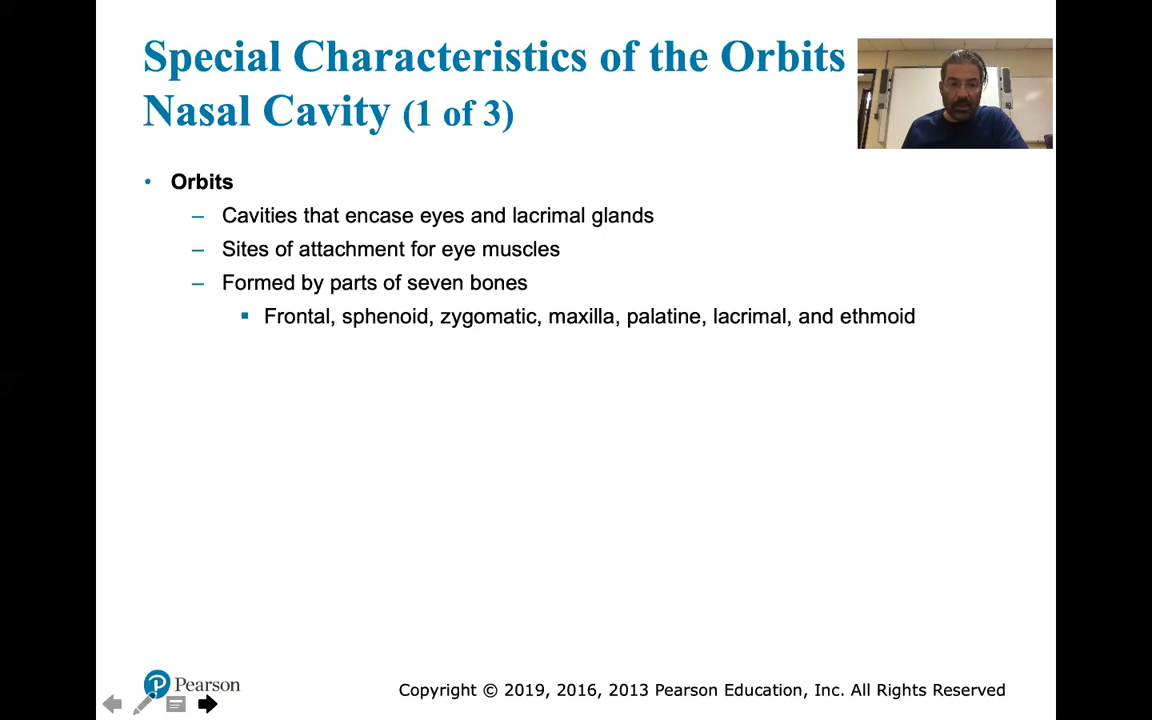 Special Characteristics of the Orbits
Nasal Cavity (1 of 3)
• Orbits
– Cavities that encase eyes and lacrimal glands
– Sites of attachment for eye muscles
– Formed by parts of seven bones
▪ Frontal, sphenoid, zygomatic, maxilla, palatine, lacrimal, and ethmoid
P Pearson
Copyright © 2019, 2016, 2013 Pearson Education, Inc. All Rights Reserved